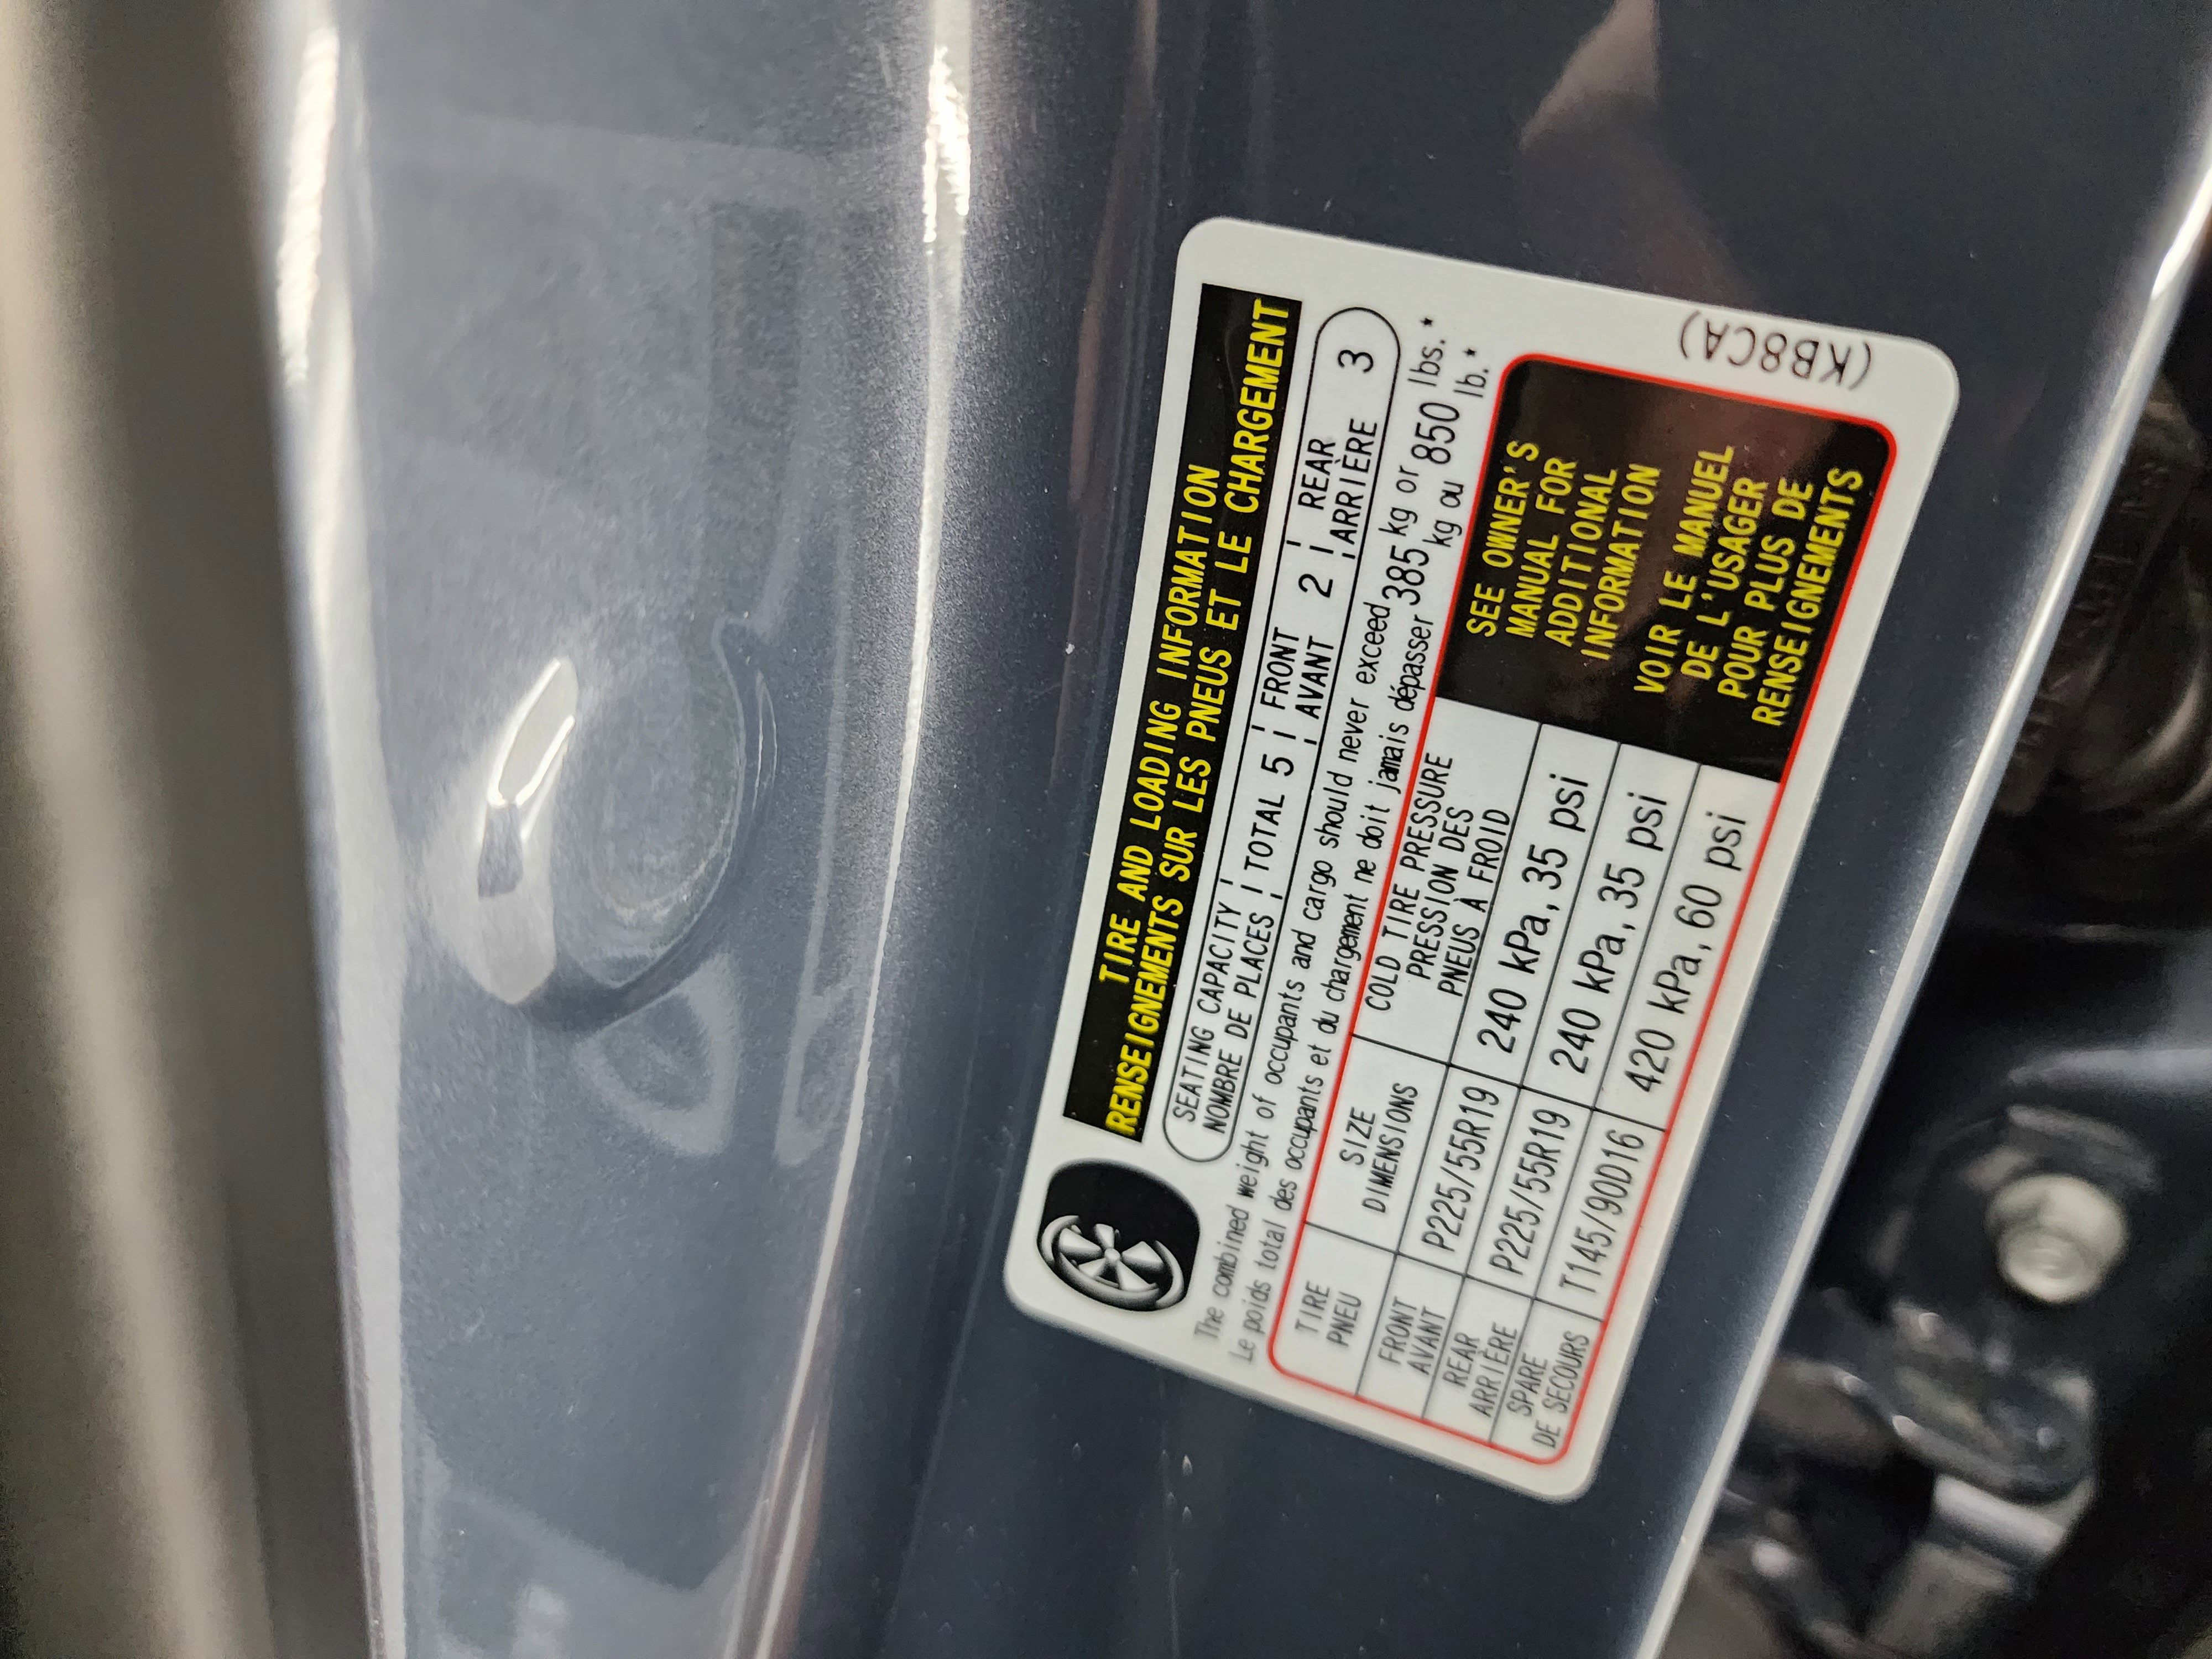 TIRE AND LOADING INFORMATION
RENSEIGNEMENTS SUR LES PNEUS ET LE CHARGEMENT
SEATING CAPACITY TOTAL 5 FRONT 2 REAR 3
NOMBRE DE PLACES AVANT ARRIÈRE
The combined weight of occupants and cargo should never exceed 385 kg or 850 lbs.*
Le poids total des occupants et du chargement ne doit jamais dépasser kg ou lb.*
TIRE SIZE COLD TIRE PRESSURE
PNEU DIMENSIONS PRESSION DES
PNEUS À FROID
FRONT P225/55R19 240 kPa, 35 psi
AVANT
REAR P225/55R19 240 kPa, 35 psi
ARRIÈRE
SPARE T145/90D16 420 kPa, 60 psi
DE SECOURS
SEE OWNER'S
MANUAL FOR
ADDITIONAL
INFORMATION
VOIR LE MANUEL
DE L'USAGER
POUR PLUS DE
RENSEIGNEMENTS
(KB8CA)